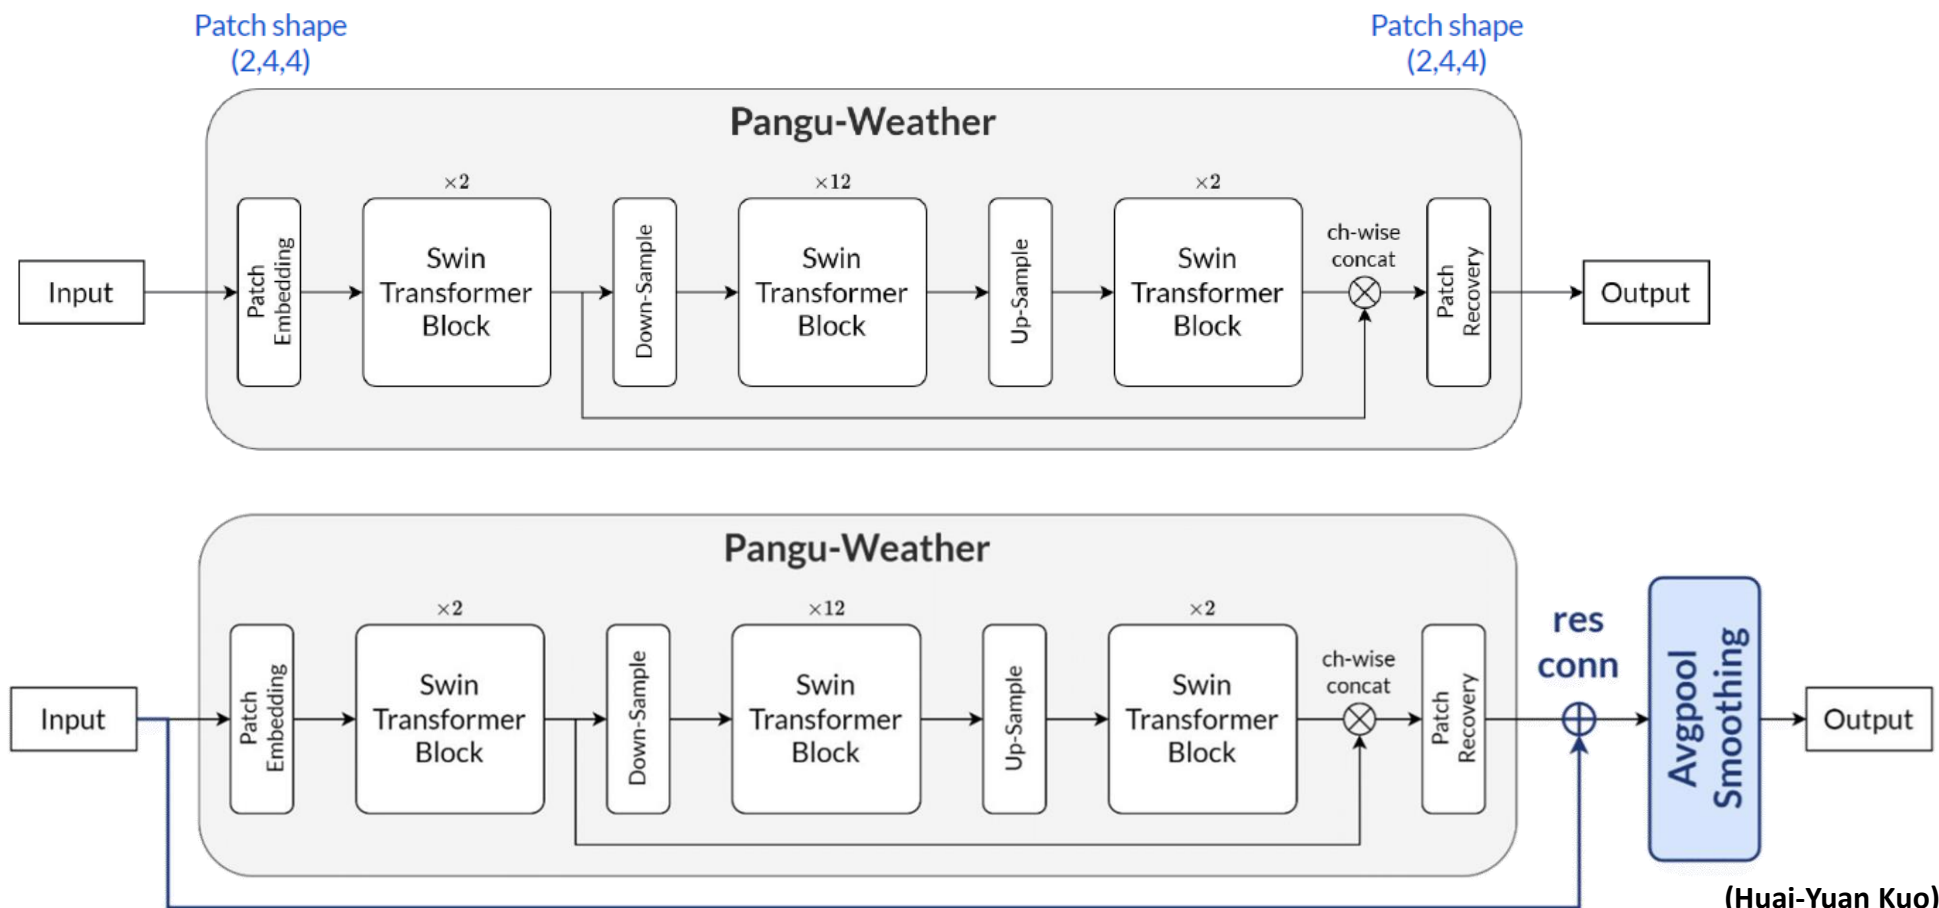 Patch shape
(2,4,4)
Patch shape
(2,4,4)
Pangu-Weather
×2
×12
×2
Input
Patch
Embedding
Swin
Transformer
Block
Down-Sample
Swin
Transformer
Block
Up-Sample
Swin
Transformer
Block
ch-wise
concat
Patch
Recovery
Output
Pangu-Weather
×2
×12
×2
Input
Patch
Embedding
Swin
Transformer
Block
Down-Sample
Swin
Transformer
Block
Up-Sample
Swin
Transformer
Block
ch-wise
concat
Patch
Recovery
res
conn
Avgpool
Smoothing
Output
(Huai-Yuan Kuo)